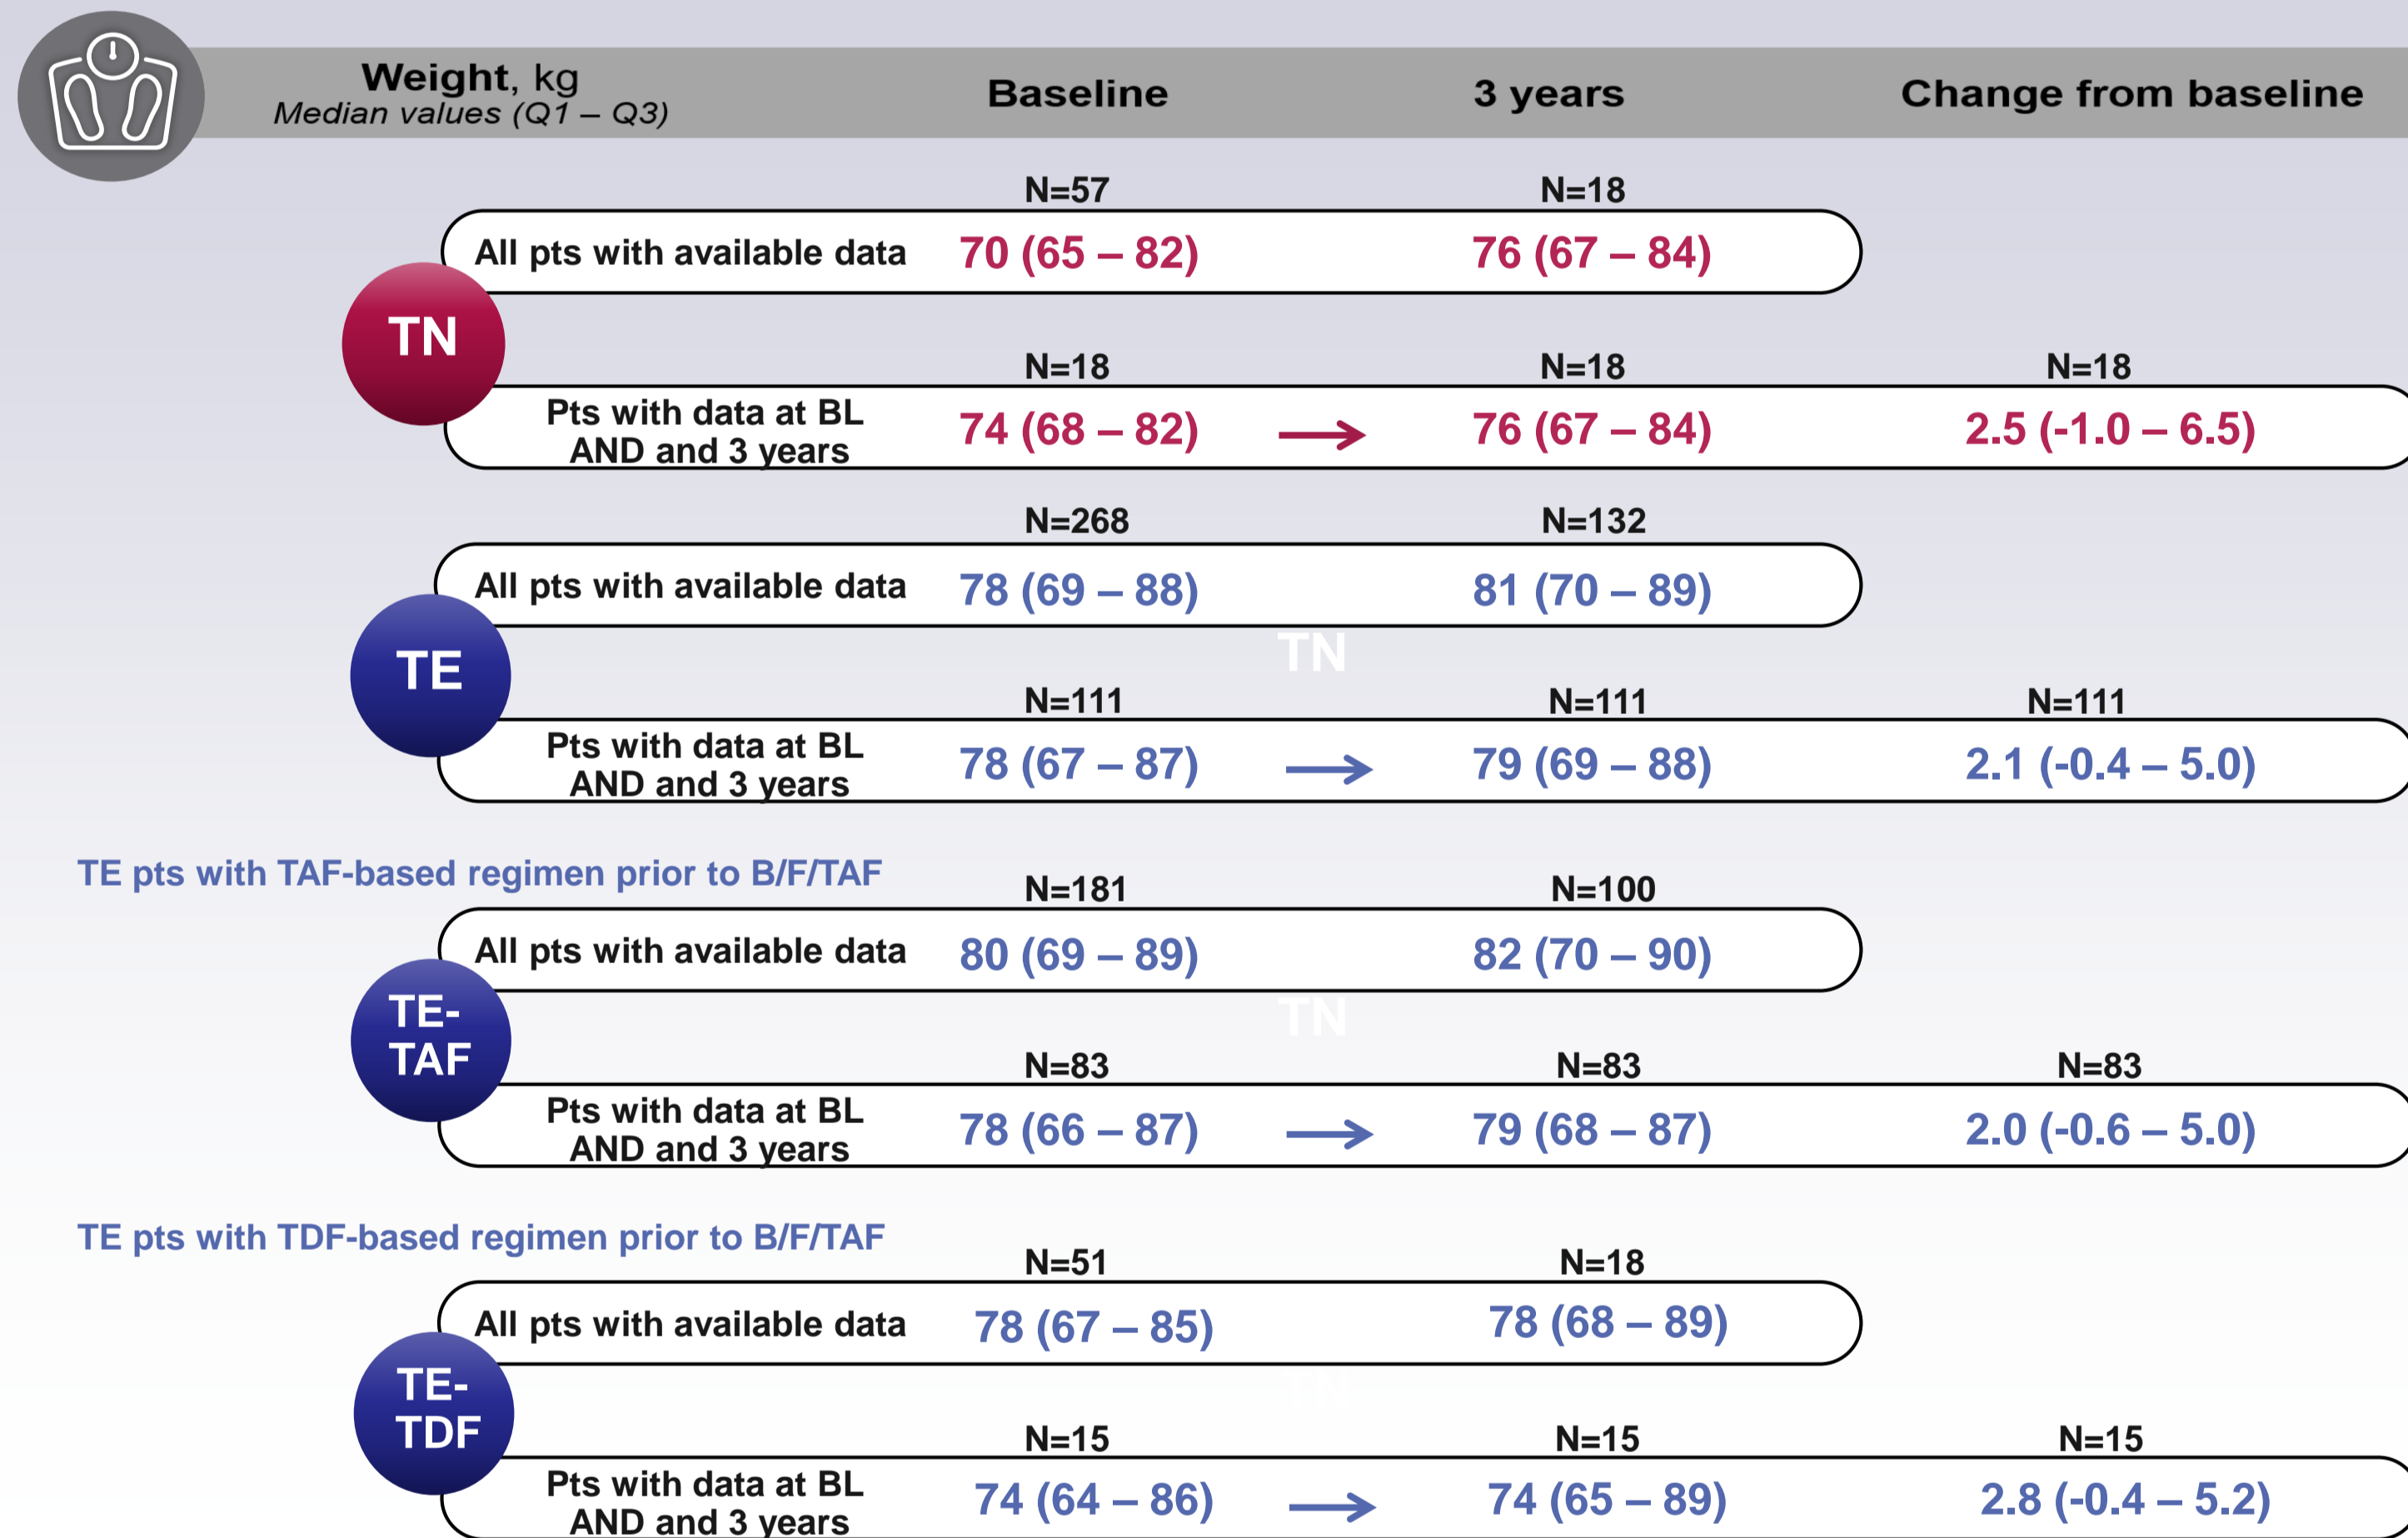 Weight, kg
Median values (Q1 – Q3)
Baseline
3 years
Change from baseline
N=57
N=18
All pts with available data
70 (65 – 82)
76 (67 – 84)
TN
N=18
N=18
N=18
Pts with data at BL
AND and 3 years
74 (68 – 82)
76 (67 – 84)
2.5 (-1.0 – 6.5)
N=268
N=132
All pts with available data
78 (69 – 88)
81 (70 – 89)
TN
TE
N=111
N=111
N=111
Pts with data at BL
AND and 3 years
78 (67 – 87)
79 (69 – 88)
2.1 (-0.4 – 5.0)
TE pts with TAF-based regimen prior to B/F/TAF
N=181
N=100
All pts with available data
80 (69 – 89)
82 (70 – 90)
TN
TE-
TAF
N=83
N=83
N=83
Pts with data at BL
AND and 3 years
78 (66 – 87)
79 (68 – 87)
2.0 (-0.6 – 5.0)
TE pts with TDF-based regimen prior to B/F/TAF
N=51
N=18
All pts with available data
78 (67 – 85)
78 (68 – 89)
TE-
TDF
N=15
N=15
N=15
Pts with data at BL
AND and 3 years
74 (64 – 86)
74 (65 – 89)
2.8 (-0.4 – 5.2)